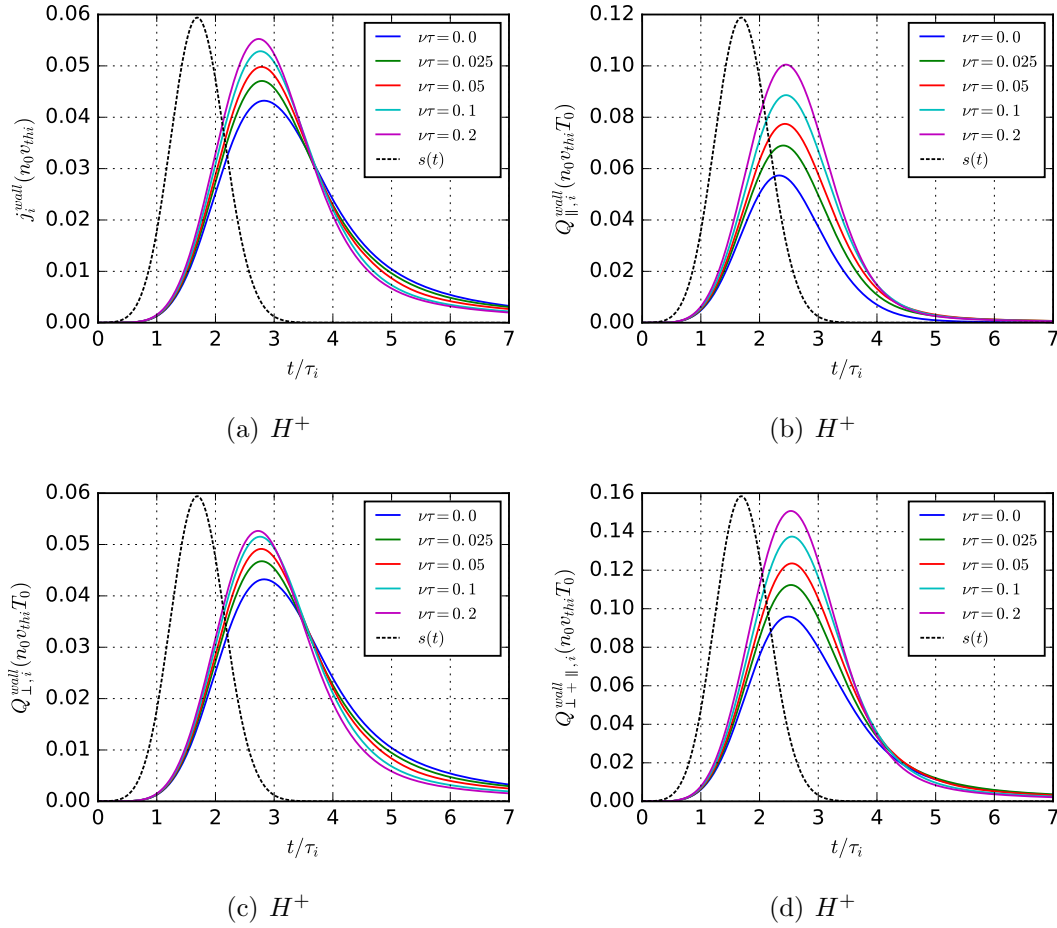 0.06
0.05
0.04
0.03
0.02
0.01
0.00
j_i^{wall}(n_0 v_{thi})
ντ = 0.0
ντ = 0.025
ντ = 0.05
ντ = 0.1
ντ = 0.2
s(t)
0 1 2 3 4 5 6 7
t/τ_i
(a) H^+
0.12
0.10
0.08
0.06
0.04
0.02
0.00
Q_{∥,i}^{wall}(n_0 v_{thi} T_0)
ντ = 0.0
ντ = 0.025
ντ = 0.05
ντ = 0.1
ντ = 0.2
s(t)
0 1 2 3 4 5 6 7
t/τ_i
(b) H^+
0.06
0.05
0.04
0.03
0.02
0.01
0.00
Q_{⊥,i}^{wall}(n_0 v_{thi} T_0)
ντ = 0.0
ντ = 0.025
ντ = 0.05
ντ = 0.1
ντ = 0.2
s(t)
0 1 2 3 4 5 6 7
t/τ_i
(c) H^+
0.16
0.14
0.12
0.10
0.08
0.06
0.04
0.02
0.00
Q_{⊥+∥,i}^{wall}(n_0 v_{thi} T_0)
ντ = 0.0
ντ = 0.025
ντ = 0.05
ντ = 0.1
ντ = 0.2
s(t)
0 1 2 3 4 5 6 7
t/τ_i
(d) H^+